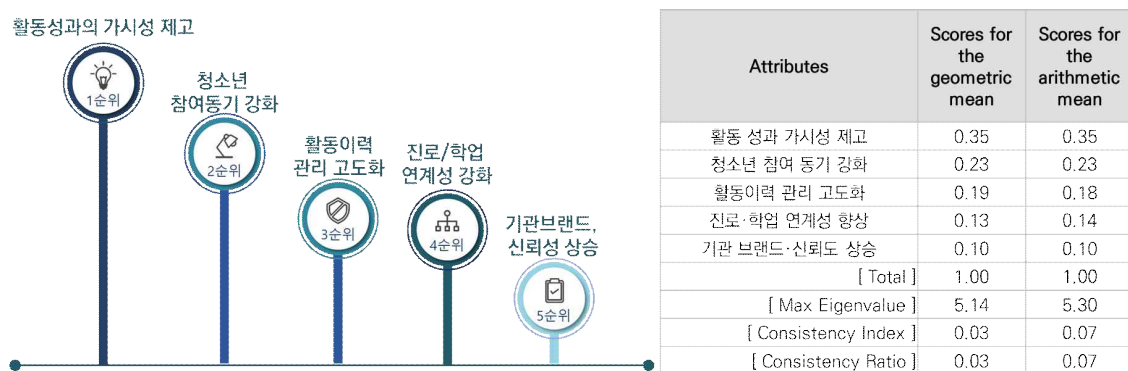 활동성과의 가시성 제고
1순위
청소년
참여동기 강화
2순위
활동이력
관리 고도화
3순위
진로/학업
연계성 강화
4순위
기관브랜드,
신뢰성 상승
5순위
Attributes
Scores for
the
geometric
mean
Scores for
the
arithmetic
mean
활동 성과 가시성 제고 0.35 0.35
청소년 참여 동기 강화 0.23 0.23
활동이력 관리 고도화 0.19 0.18
진로·학업 연계성 향상 0.13 0.14
기관 브랜드·신뢰도 상승 0.10 0.10
[ Total ] 1.00 1.00
[ Max Eigenvalue ] 5.14 5.30
[ Consistency Index ] 0.03 0.07
[ Consistency Ratio ] 0.03 0.07